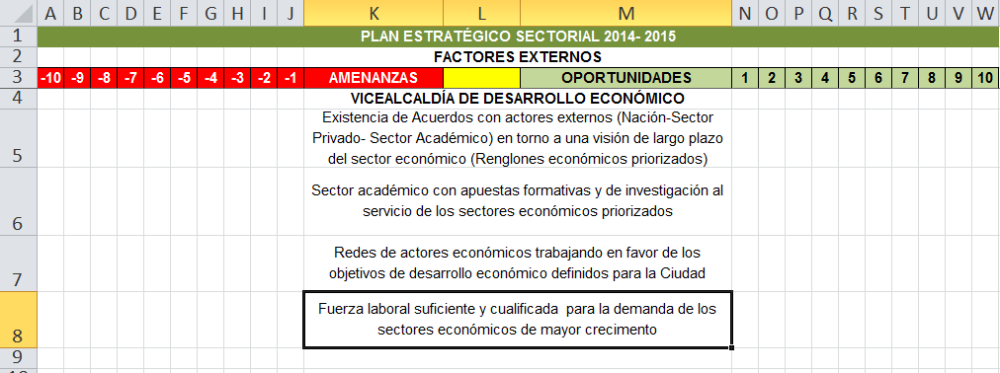 A B C D E F G H I J K L M N O P Q R S T U V W
1 PLAN ESTRATÉGICO SECTORIAL 2014- 2015
2 FACTORES EXTERNOS
3 -10 -9 -8 -7 -6 -5 -4 -3 -2 -1 AMENANZAS OPORTUNIDADES 1 2 3 4 5 6 7 8 9 10
4 VICEALCALDÍA DE DESARROLLO ECONÓMICO
Existencia de Acuerdos con actores externos (Nación-Sector
Privado- Sector Académico) en torno a una visión de largo plazo
5 del sector económico (Renglones económicos priorizados)
Sector académico con apuestas formativas y de investigación al
servicio de los sectores económicos priorizados
6
Redes de actores económicos trabajando en favor de los
objetivos de desarrollo económico definidos para la Ciudad
7
Fuerza laboral suficiente y cualificada  para la demanda de los
sectores económicos de mayor crecimiento
8
9